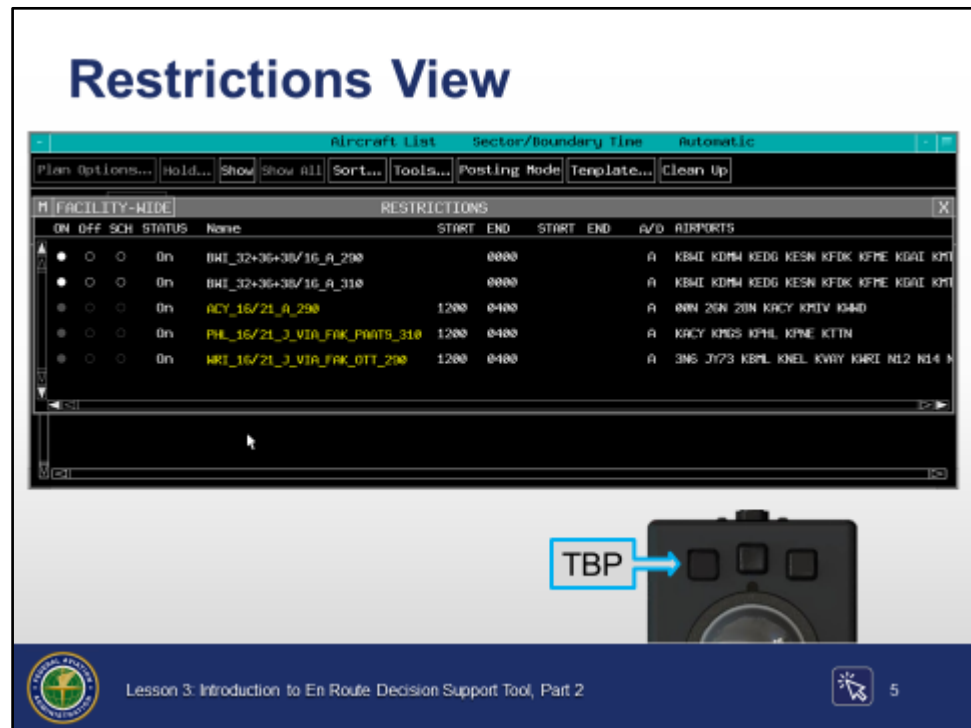 Restrictions View
Aircraft List Sector/Boundary Time Automatic
Plan Options... Hold... Show Show All Sort... Tools... Posting Mode Template... Clean Up
M FACILITY-WIDE RESTRICTIONS X
ON Off SCH STATUS Name START END START END A/D AIRPORTS
On BWI_32+36+38/16_A_290 0000 A KBWI KDMW KEDG KESN KFDK KFME KGAI KMT
On BWI_32+36+38/16_A_310 0000 A KBWI KDMW KEDG KESN KFDK KFME KGAI KMT
On ACY_16/21_A_290 1200 0400 A 00N 26N 28N KACY KMIV KWWD
On PHL_16/21_J_VIA_FAK_PAATS_310 1200 0400 A KACY KMGS KPHL KPNE KTTN
On WRI_16/21_J_VIA_FAK_OTT_290 1200 0400 A 3N6 JY73 KBML KNEL KVAY KWRI N12 N14 N
TBP
Lesson 3: Introduction to En Route Decision Support Tool, Part 2
5